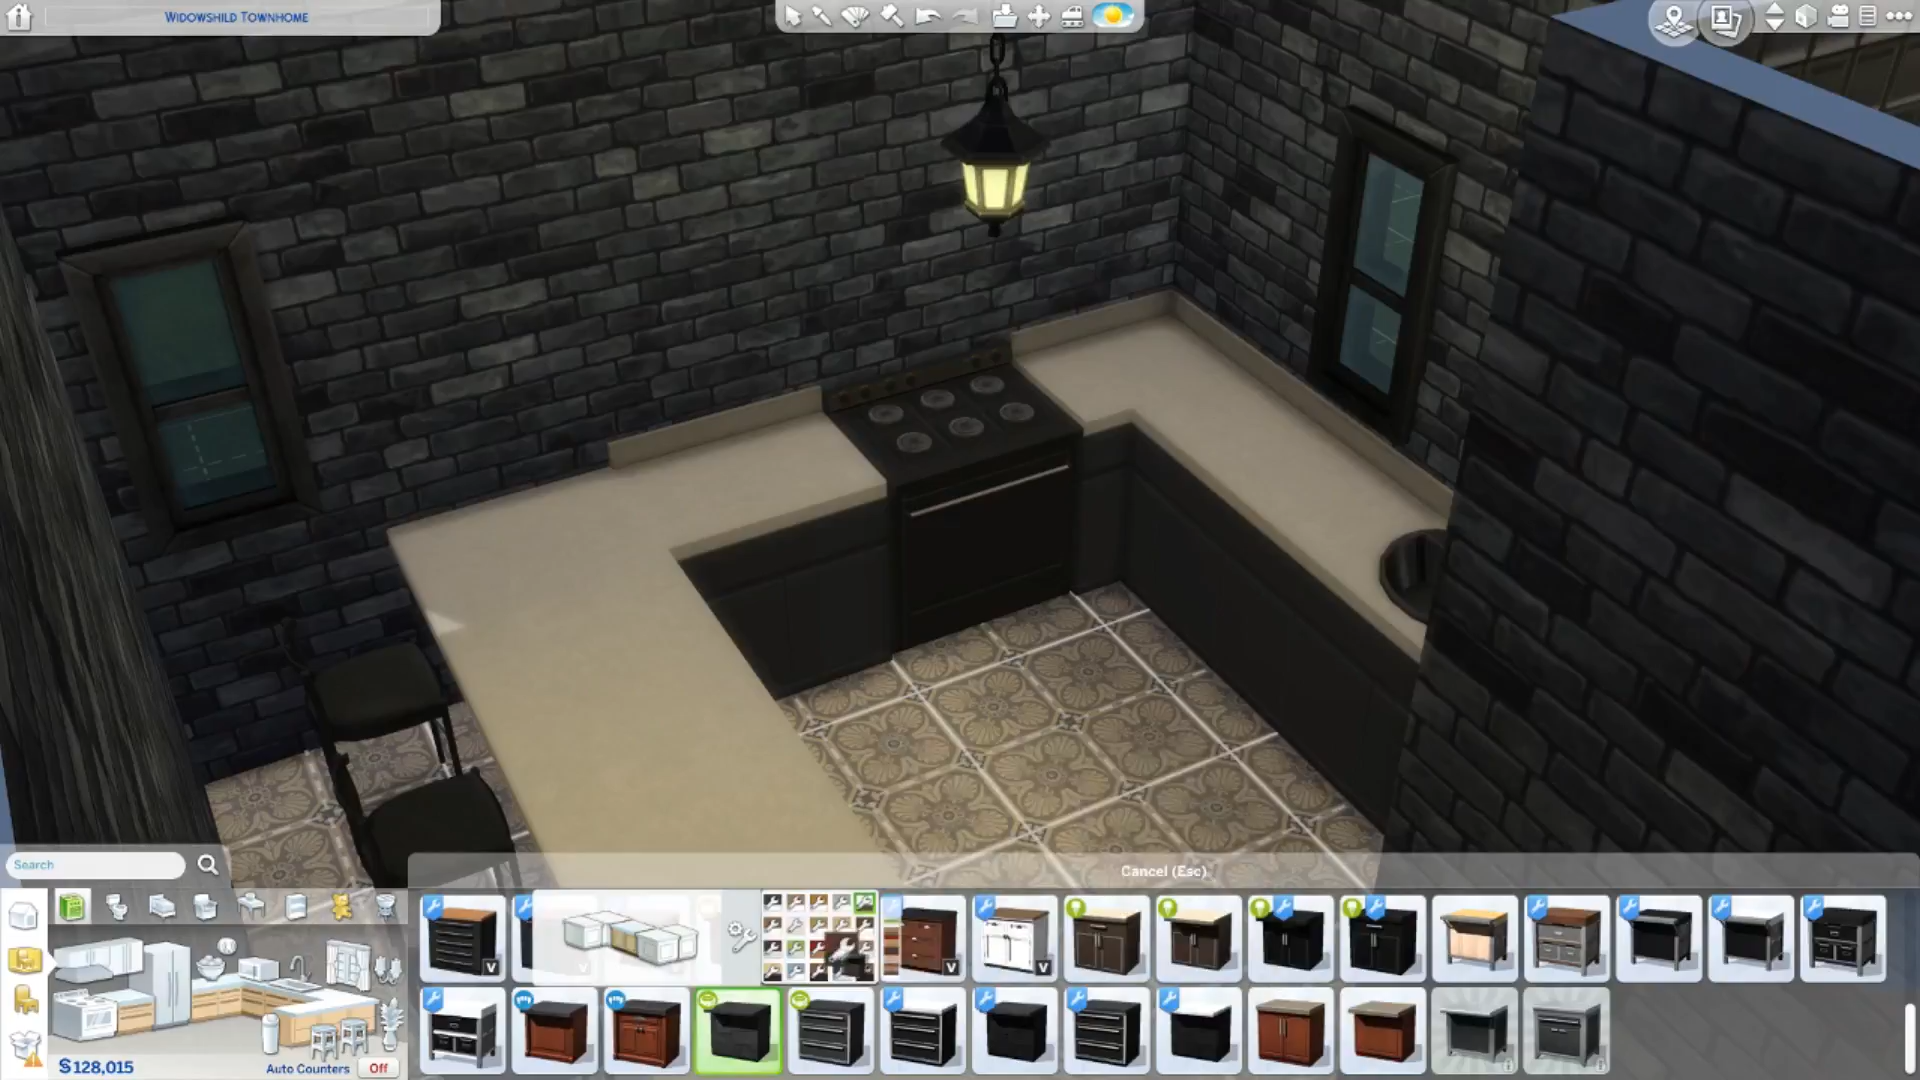 Widowshild Townhome
Search
Cancel (Esc)
V
V
V
V
V
$128,015
Auto Counters
Off